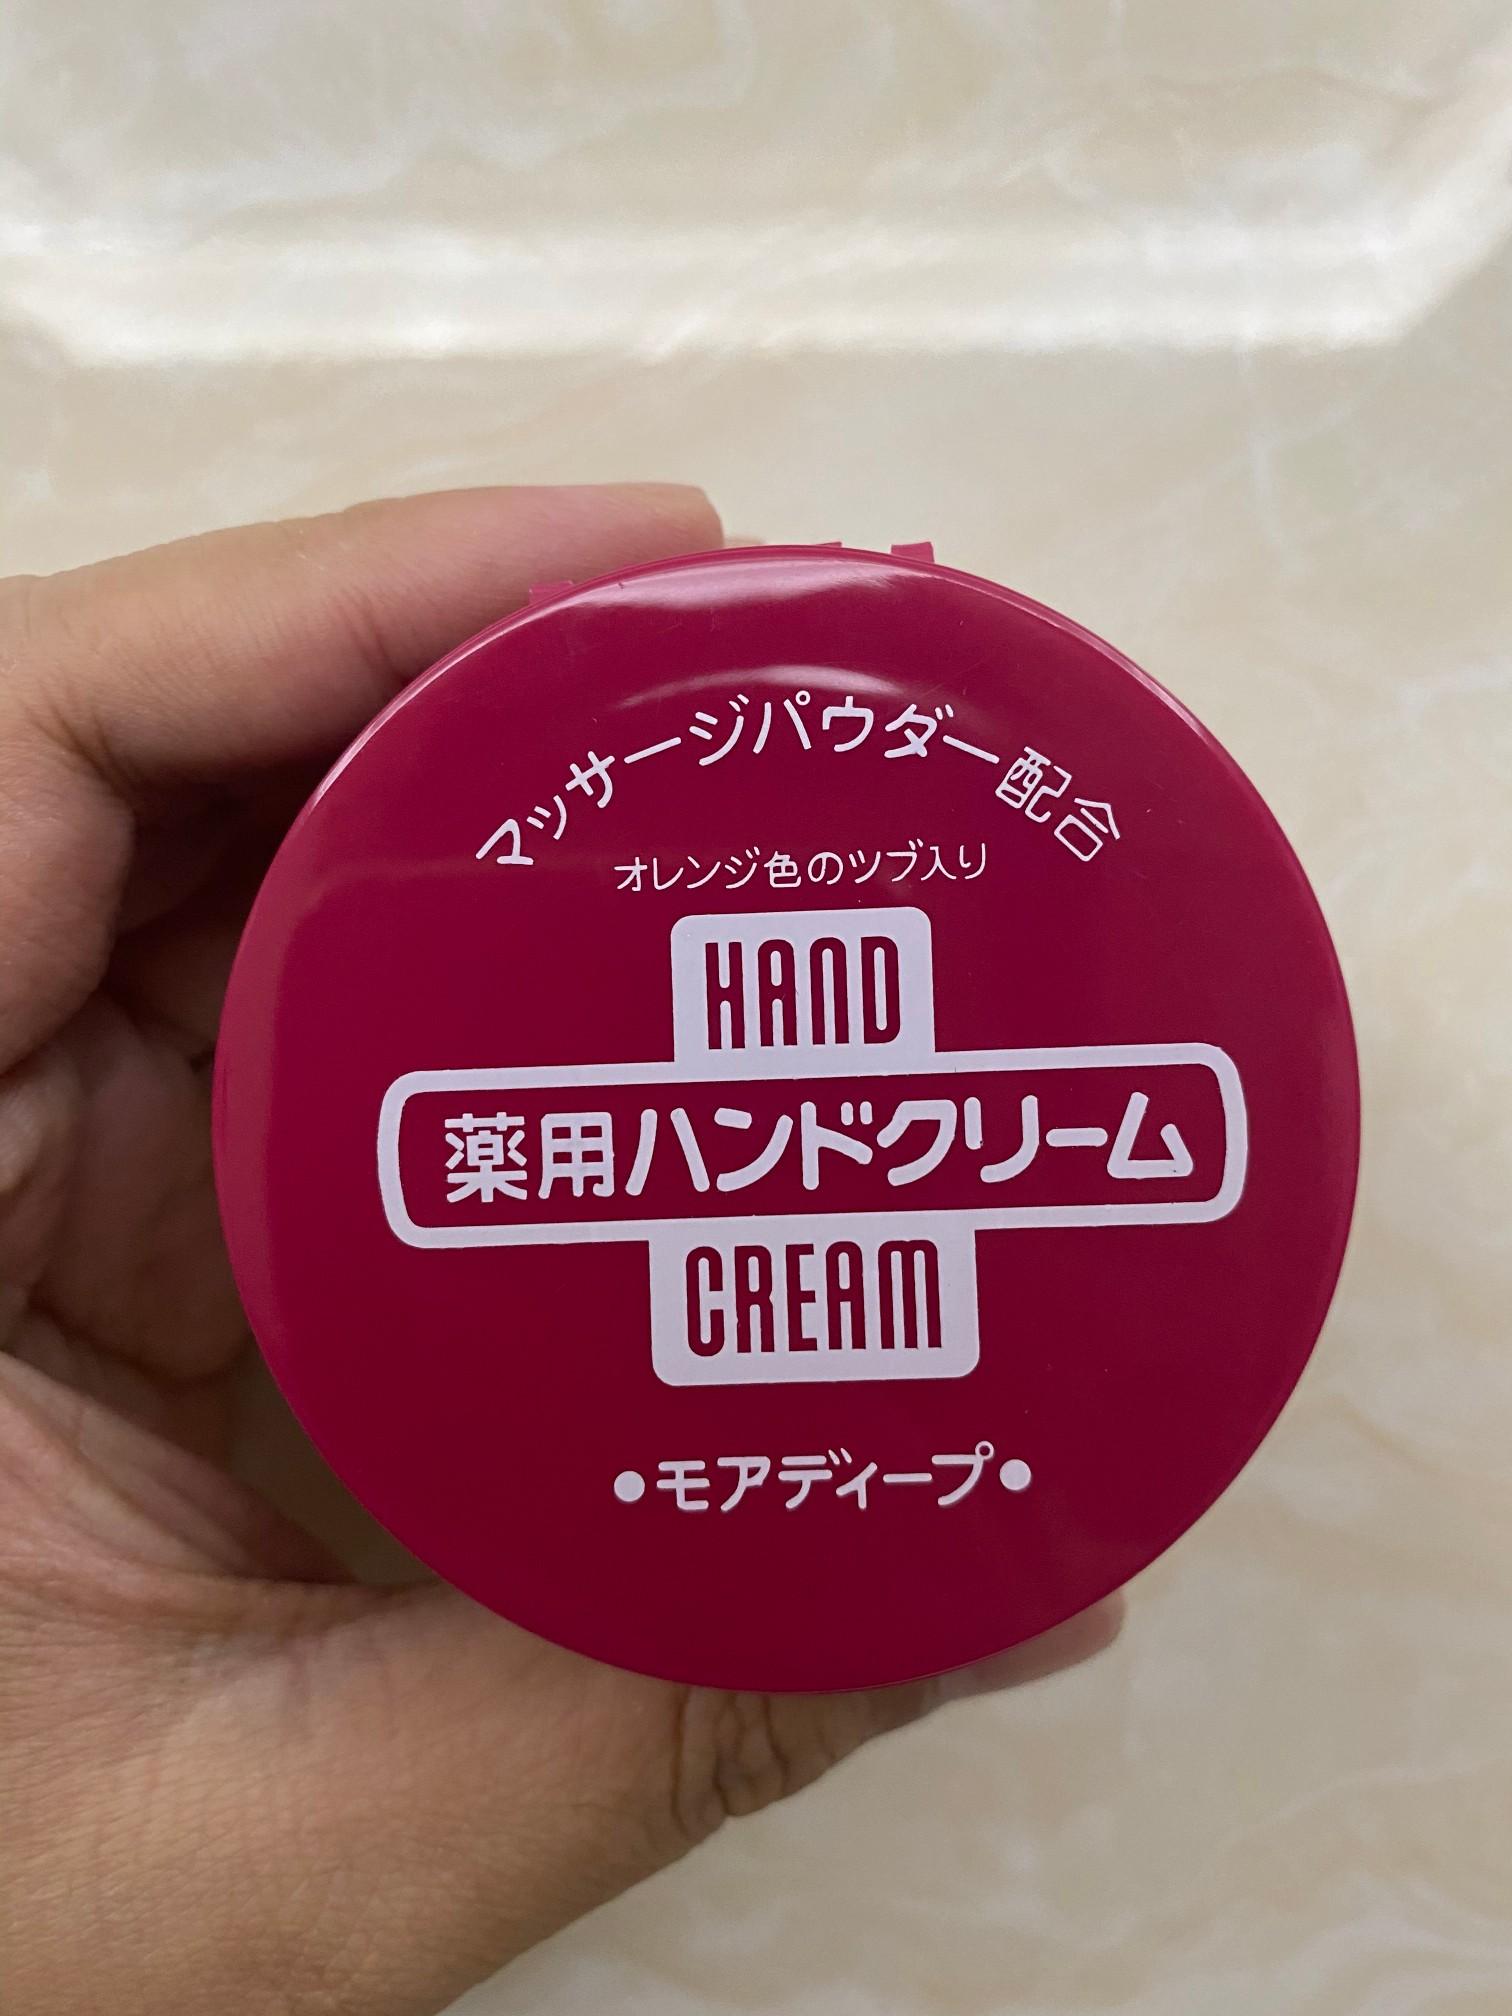 マッサージパウダー配合
オレンジ色のツブ入り
HAND
薬用ハンドクリーム
CREAM
●モアディープ●